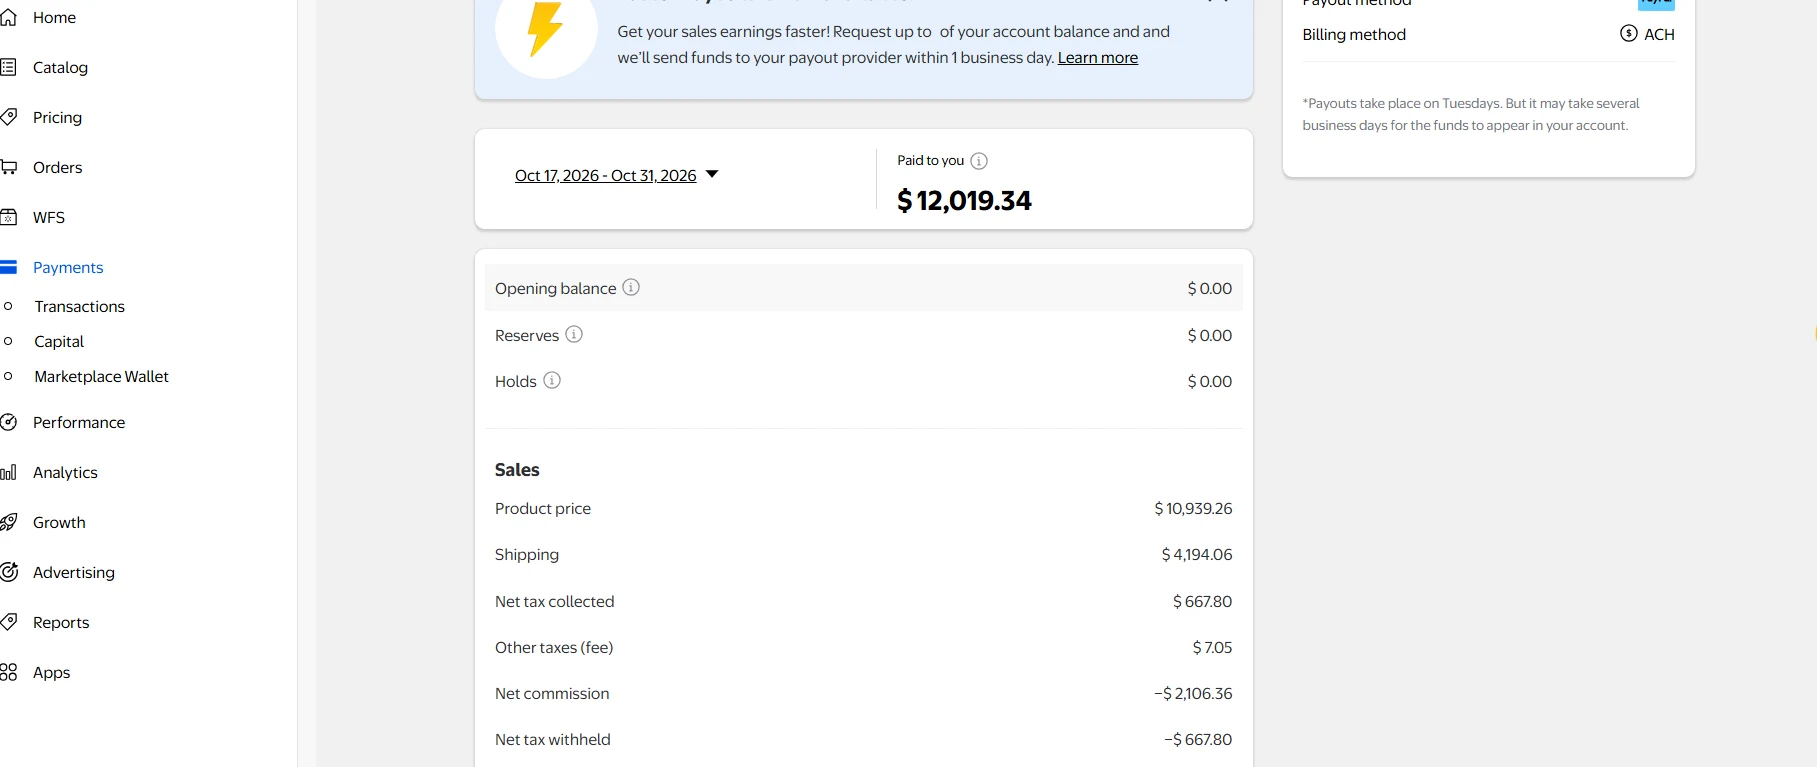 Home
Catalog
Pricing
Orders
WFS
Payments
Transactions
Capital
Marketplace Wallet
Performance
Analytics
Growth
Advertising
Reports
Apps
Get your sales earnings faster! Request up to  of your account balance and and
we'll send funds to your payout provider within 1 business day. Learn more
Oct 17, 2026 - Oct 31, 2026
Paid to you
$ 12,019.34
Opening balance $ 0.00
Reserves $ 0.00
Holds $ 0.00
Sales
Product price $ 10,939.26
Shipping $ 4,194.06
Net tax collected $ 667.80
Other taxes (fee) $ 7.05
Net commission −$ 2,106.36
Net tax withheld −$ 667.80
Payout method
Billing method $ ACH
*Payouts take place on Tuesdays. But it may take several
business days for the funds to appear in your account.